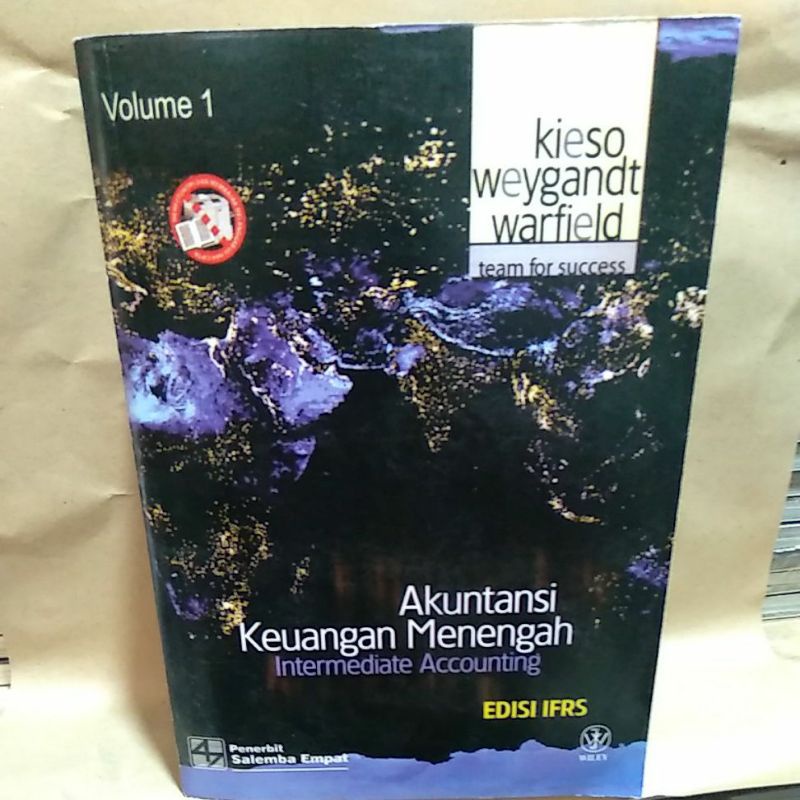 Volume 1
kieso
weygandt
warfield
team for success
Akuntansi
Keuangan Menengah
Intermediate Accounting
EDISI IFRS
Penerbit
Salemba Empat
WILEY